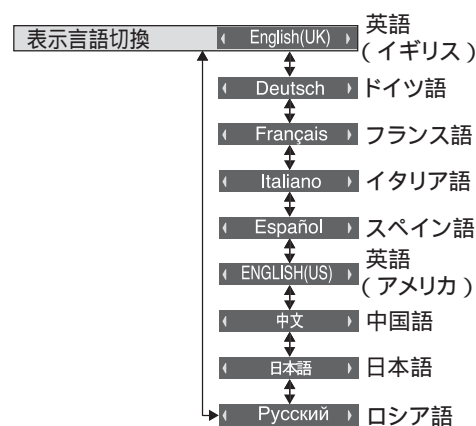 表示言語切換 English(UK) 英語
(イギリス)
Deutsch ドイツ語
Français フランス語
Italiano イタリア語
Español スペイン語
ENGLISH(US) 英語
(アメリカ)
中文 中国語
日本語 日本語
Русский ロシア語